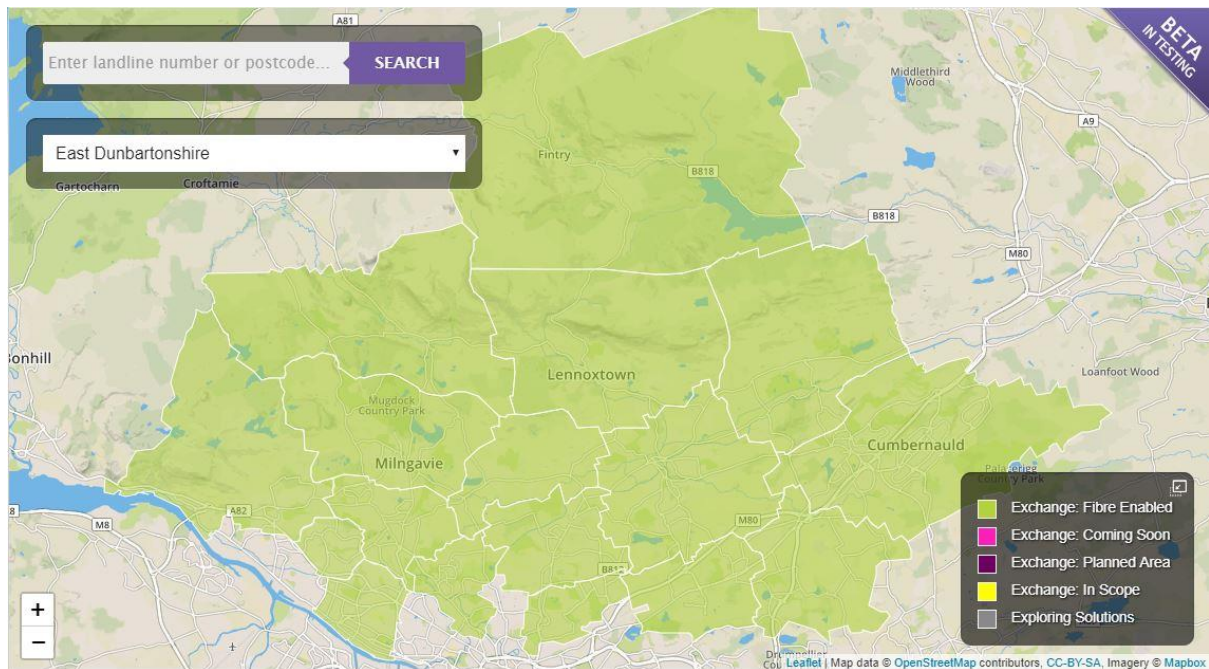 A81
BETA
IN TESTING
Enter landline number or postcode...
SEARCH
Middlethird
Wood
A9
East Dunbartonshire
Fintry
B818
Gartocharn
Croftamie
B818
M80
Bonhill
Lennoxtown
Loanfoot Wood
Mugdock
Country Park
Cumbernauld
Milngavie
Palacerigg
Country Park
A82
M8
M80
B812
Exchange: Fibre Enabled
Exchange: Coming Soon
Exchange: Planned Area
Exchange: In Scope
Exploring Solutions
+
−
Drumpellier
Leaflet | Map data © OpenStreetMap contributors, CC-BY-SA, Imagery © Mapbox